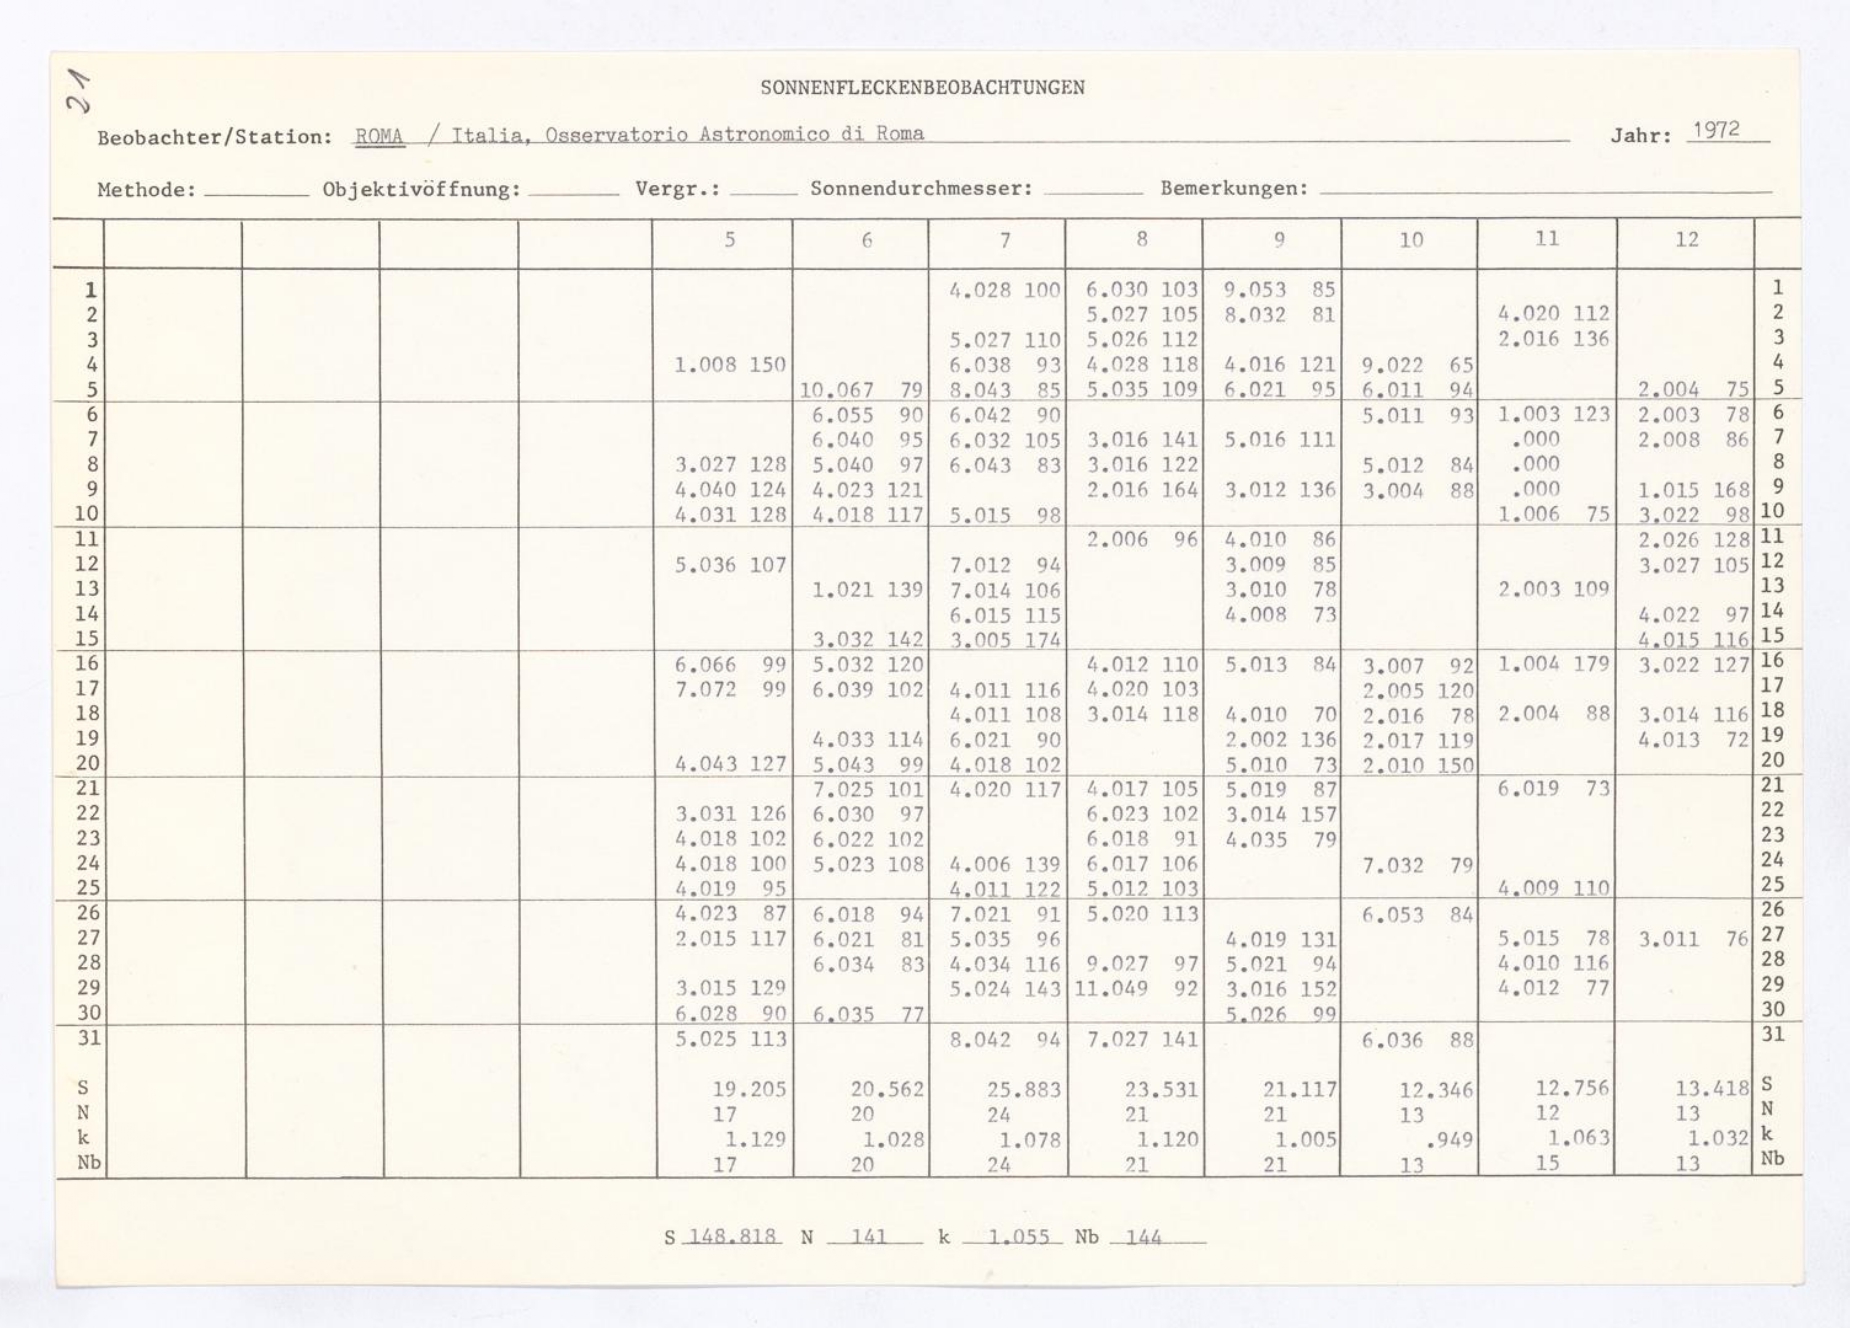 21
SONNENFLECKENBEOBACHTUNGEN
Beobachter/Station: ROMA / Italia, Osservatorio Astronomico di Roma Jahr: 1972
Methode: Objektivöffnung: Vergr.: Sonnendurchmesser: Bemerkungen:
5 6 7 8 9 10 11 12
1 4.028 100 6.030 103 9.053 85 1
2 5.027 105 8.032 81 4.020 112 2
3 5.027 110 5.026 112 2.016 136 3
4 1.008 150 6.038 93 4.028 118 4.016 121 9.022 65 4
5 10.067 79 8.043 85 5.035 109 6.021 95 6.011 94 2.004 75 5
6 6.055 90 6.042 90 5.011 93 1.003 123 2.003 78 6
7 6.040 95 6.032 105 3.016 141 5.016 111 .000 2.008 86 7
8 3.027 128 5.040 97 6.043 83 3.016 122 5.012 84 .000 8
9 4.040 124 4.023 121 2.016 164 3.012 136 3.004 88 .000 1.015 168 9
10 4.031 128 4.018 117 5.015 98 1.006 75 3.022 98 10
11 2.006 96 4.010 86 2.026 128 11
12 5.036 107 7.012 94 3.009 85 3.027 105 12
13 1.021 139 7.014 106 3.010 78 2.003 109 13
14 6.015 115 4.008 73 4.022 97 14
15 3.032 142 3.005 174 4.015 116 15
16 6.066 99 5.032 120 4.012 110 5.013 84 3.007 92 1.004 179 3.022 127 16
17 7.072 99 6.039 102 4.011 116 4.020 103 2.005 120 17
18 4.011 108 3.014 118 4.010 70 2.016 78 2.004 88 3.014 116 18
19 4.033 114 6.021 90 2.002 136 2.017 119 4.013 72 19
20 4.043 127 5.043 99 4.018 102 5.010 73 2.010 150 20
21 7.025 101 4.020 117 4.017 105 5.019 87 6.019 73 21
22 3.031 126 6.030 97 6.023 102 3.014 157 22
23 4.018 102 6.022 102 6.018 91 4.035 79 23
24 4.018 100 5.023 108 4.006 139 6.017 106 7.032 79 24
25 4.019 95 4.011 122 5.012 103 4.009 110 25
26 4.023 87 6.018 94 7.021 91 5.020 113 6.053 84 26
27 2.015 117 6.021 81 5.035 96 4.019 131 5.015 78 3.011 76 27
28 6.034 83 4.034 116 9.027 97 5.021 94 4.010 116 28
29 3.015 129 5.024 143 11.049 92 3.016 152 4.012 77 29
30 6.028 90 6.035 77 5.026 99 30
31 5.025 113 8.042 94 7.027 141 6.036 88 31
S 19.205 20.562 25.883 23.531 21.117 12.346 12.756 13.418 S
N 17 20 24 21 21 13 12 13 N
k 1.129 1.028 1.078 1.120 1.005 .949 1.063 1.032 k
Nb 17 20 24 21 21 13 15 13 Nb
S 148.818 N 141 k 1.055 Nb 144